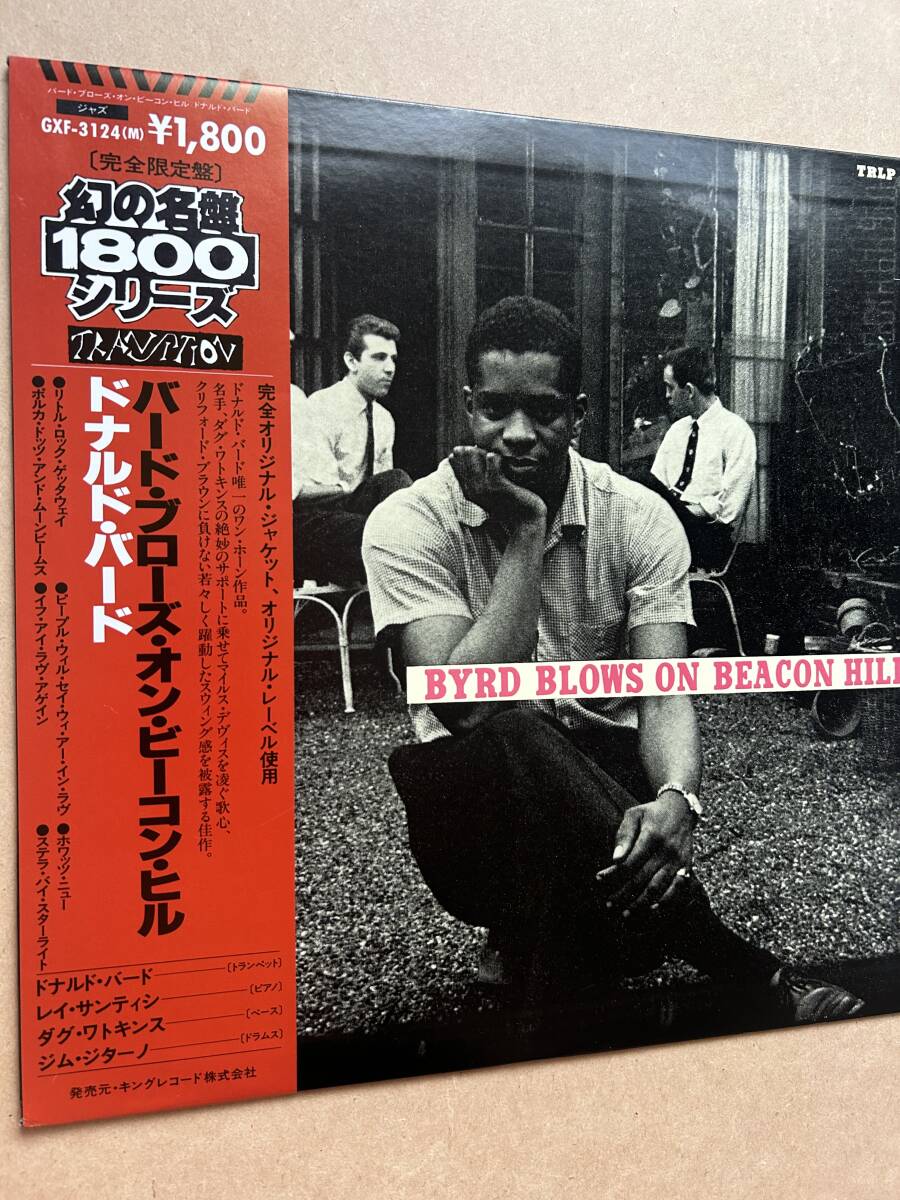 バード・ブローズ・オン・ビーコン・ヒル ドナルド・バード
ジャズ
GXF-3124(M) ¥1,800
〔完全限定盤〕
幻の名盤
1800
シリーズ
TRANSITION
バード・ブローズ・オン・ビーコン・ヒル
ドナルド・バード
完全オリジナル・ジャケット、オリジナル・レーベル使用
ドナルド・バード唯一のワン・ホーン作品。
名手、ダグ・ワトキンスの絶妙のサポートに乗せてマイルス・デヴィスを凌ぐ歌心、
クリフォード・ブラウンに負けない若々しく躍動したスウィング感を披露する佳作。
●リトル・ロック・ゲッタウェイ
●ポルカ・ドッツ・アンド・ムーンビームス
●ピープル・ウィル・セイ・ウィ・アー・イン・ラヴ
●イフ・アイ・ラヴ・アゲイン
●ホワッツ・ニュー
●ステラ・バイ・スターライト
ドナルド・バード——〔トランペット〕
レイ・サンティシ——〔ピアノ〕
ダグ・ワトキンス——〔ベース〕
ジム・ジターノ——〔ドラムス〕
発売元・キングレコード株式会社
TRLP
BYRD BLOWS ON BEACON HILL